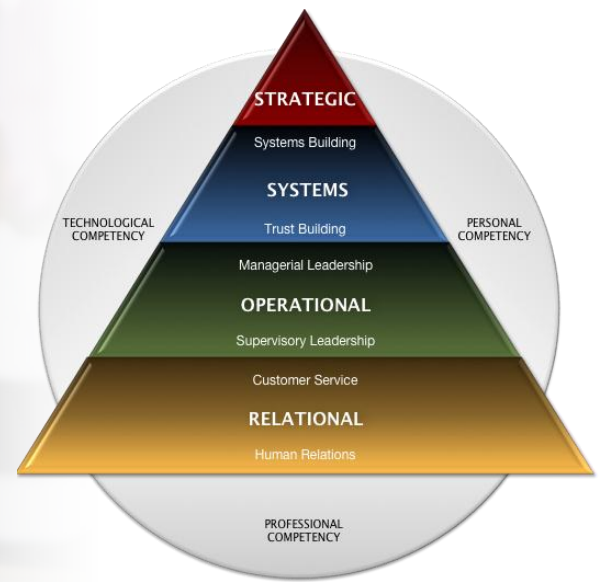 STRATEGIC
Systems Building
SYSTEMS
Trust Building
TECHNOLOGICAL
COMPETENCY
PERSONAL
COMPETENCY
Managerial Leadership
OPERATIONAL
Supervisory Leadership
Customer Service
RELATIONAL
Human Relations
PROFESSIONAL
COMPETENCY